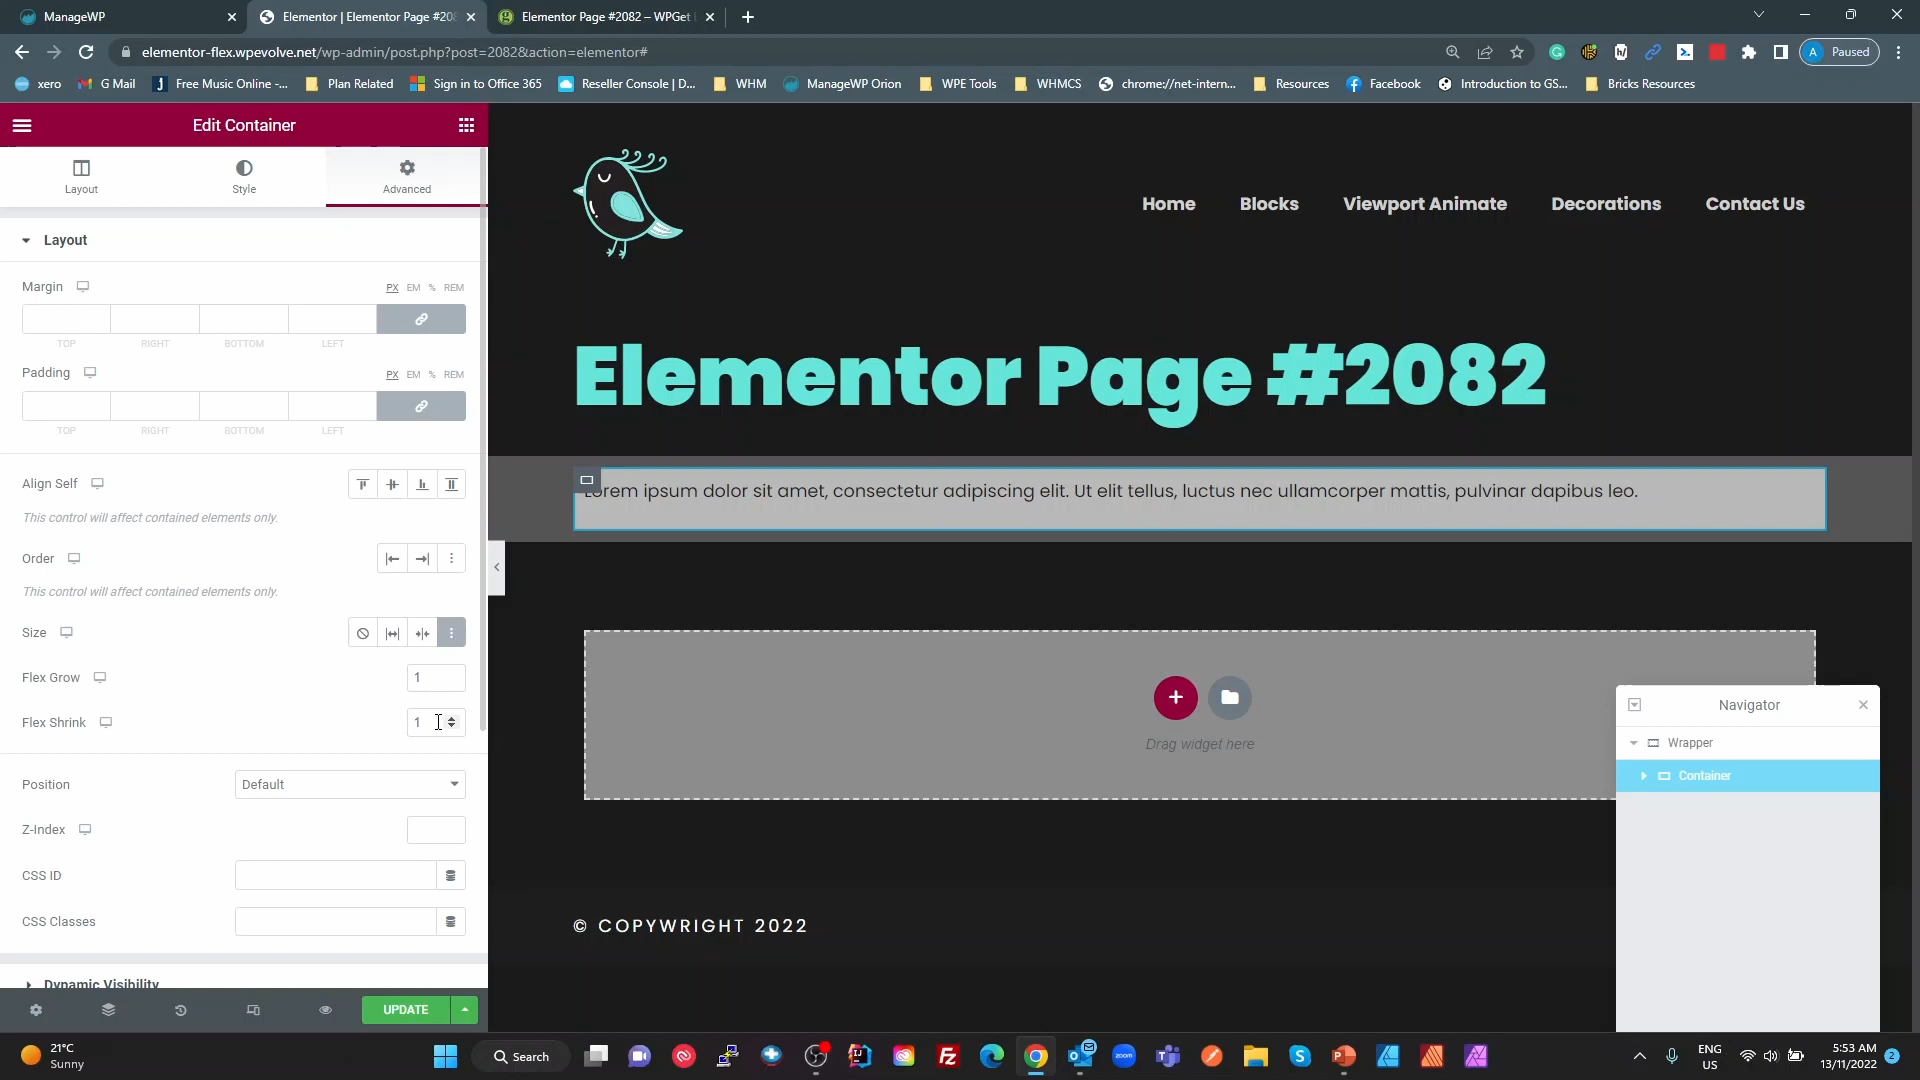 ManageWP
Elementor | Elementor Page #208
Elementor Page #2082 – WPGet
elementor-flex.wpevolve.net/wp-admin/post.php?post=2082&action=elementor#
A Paused
xero
G Mail
Free Music Online -...
Plan Related
Sign in to Office 365
Reseller Console | D...
WHM
ManageWP Orion
WPE Tools
WHMCS
chrome://net-intern...
Resources
Facebook
Introduction to GS...
Bricks Resources
Edit Container
Layout
Style
Advanced
Layout
Margin
PX EM % REM
TOP RIGHT BOTTOM LEFT
Padding
PX EM % REM
TOP RIGHT BOTTOM LEFT
Align Self
This control will affect contained elements only.
Order
This control will affect contained elements only.
Size
Flex Grow
1
Flex Shrink
1
Position
Default
Z-Index
CSS ID
CSS Classes
Dynamic Visibility
UPDATE
Home
Blocks
Viewport Animate
Decorations
Contact Us
Elementor Page #2082
Lorem ipsum dolor sit amet, consectetur adipiscing elit. Ut elit tellus, luctus nec ullamcorper mattis, pulvinar dapibus leo.
Drag widget here
Navigator
Wrapper
Container
© COPYWRIGHT 2022
21°C
Sunny
Search
zoom
ENG
US
5:53 AM
13/11/2022
2